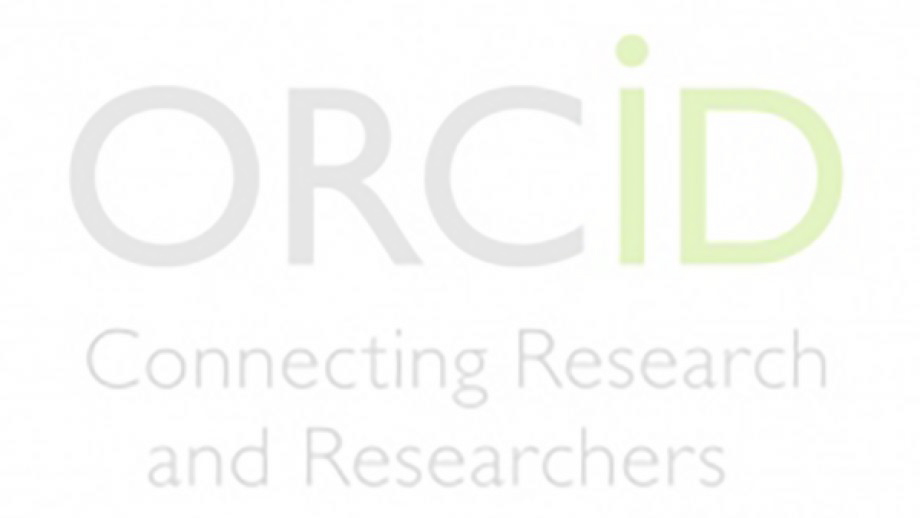 ORCiD
Connecting Research
and Researchers